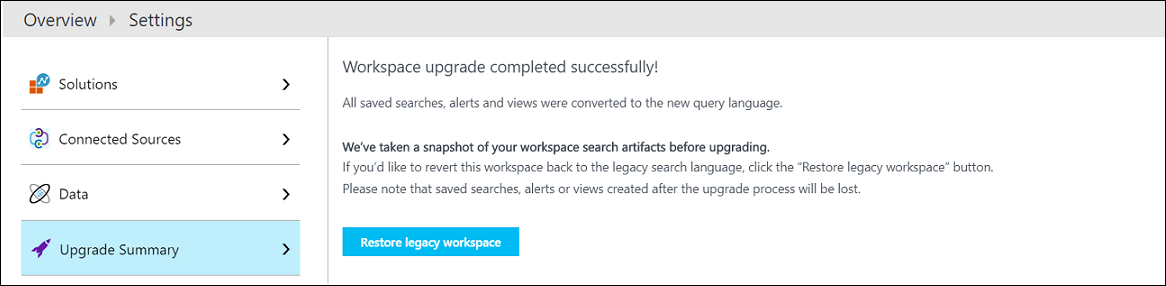 Overview Settings
Solutions
Connected Sources
Data
Upgrade Summary
Workspace upgrade completed successfully!
All saved searches, alerts and views were converted to the new query language.
We've taken a snapshot of your workspace search artifacts before upgrading.
If you'd like to revert this workspace back to the legacy search language, click the “Restore legacy workspace” button.
Please note that saved searches, alerts or views created after the upgrade process will be lost.
Restore legacy workspace